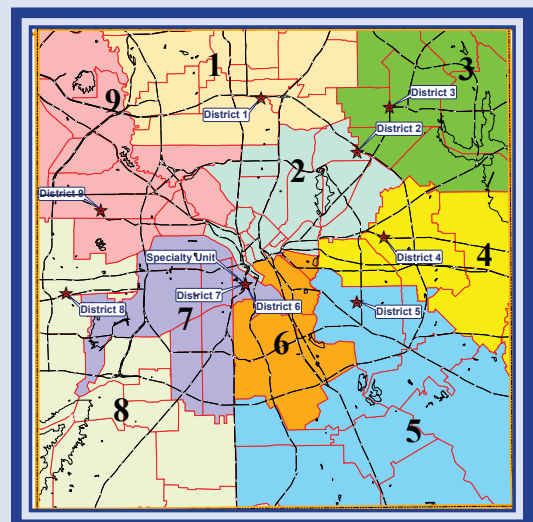 1
3
9
District 3
District 1
District 2
2
District 9
4
Specialty Unit
District 4
District 7
District 6
District 8
District 5
7
6
8
5